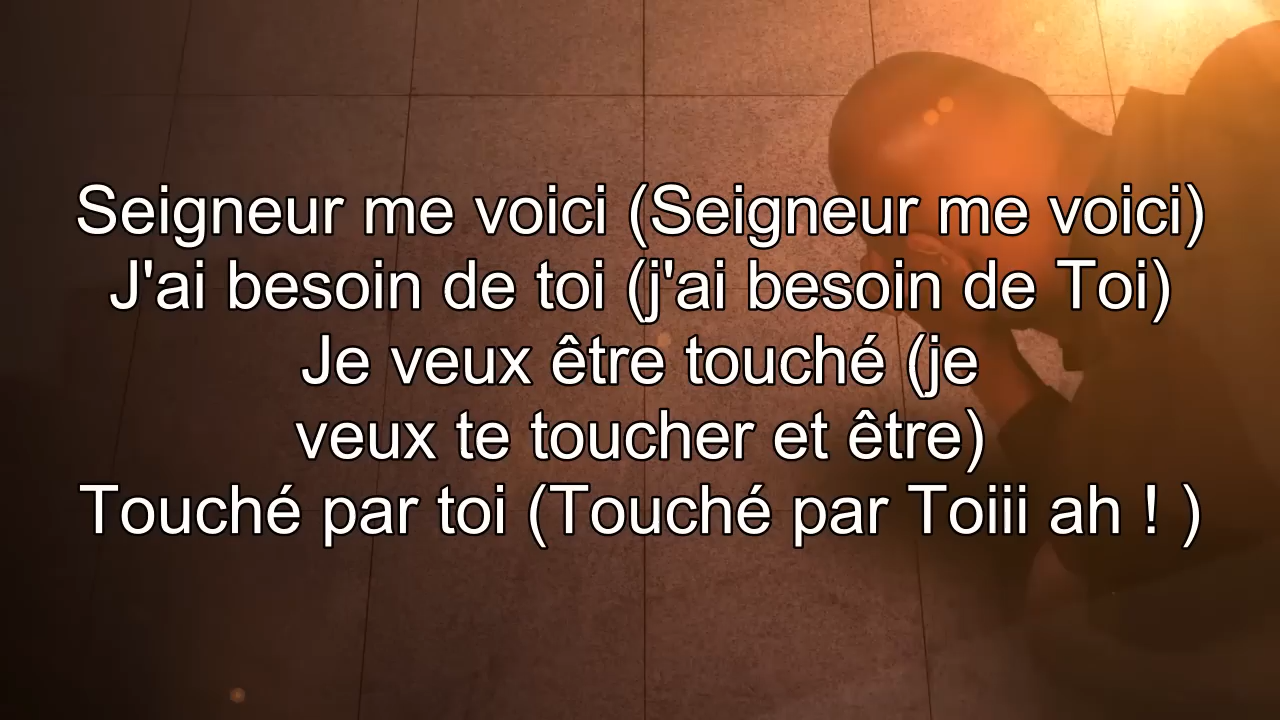 Seigneur me voici (Seigneur me voici)
J'ai besoin de toi (j'ai besoin de Toi)
Je veux être touché (je
veux te toucher et être)
Touché par toi (Touché par Toiii ah ! )